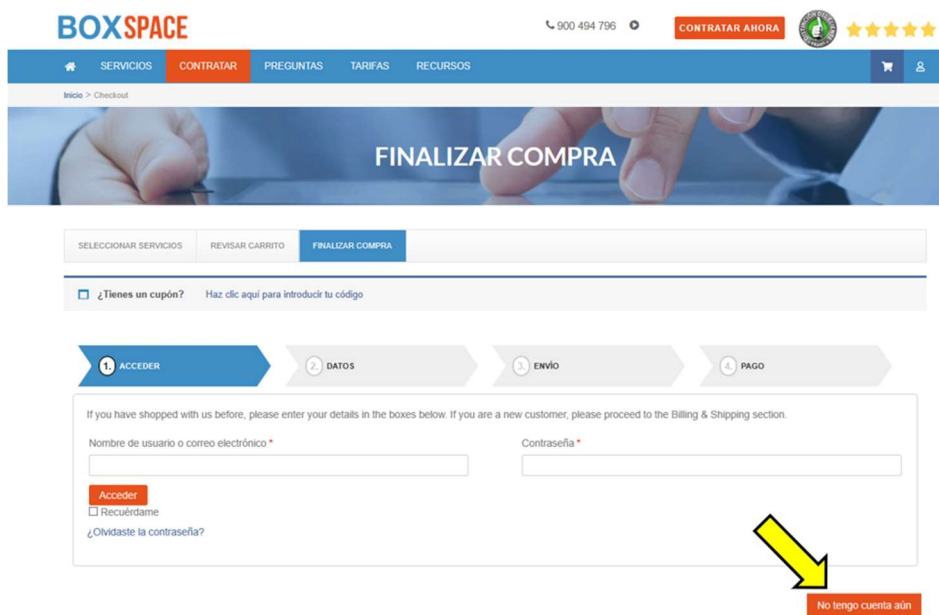 BOXSPACE
900 494 796
CONTRATAR AHORA
SERVICIOS CONTRATAR PREGUNTAS TARIFAS RECURSOS
Inicio > Checkout
FINALIZAR COMPRA
SELECCIONAR SERVICIOS REVISAR CARRITO FINALIZAR COMPRA
¿Tienes un cupón? Haz clic aquí para introducir tu código
1. ACCEDER 2. DATOS 3. ENVÍO 4. PAGO
If you have shopped with us before, please enter your details in the boxes below. If you are a new customer, please proceed to the Billing & Shipping section.
Nombre de usuario o correo electrónico * Contraseña *
Acceder
Recuérdame
¿Olvidaste la contraseña?
No tengo cuenta aún